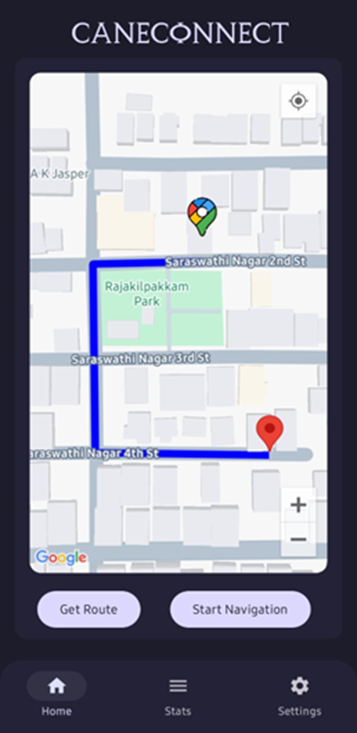 CANECONNECT
A K Jasper
Saraswathi Nagar 2nd St
Rajakilpakkam
Park
Saraswathi Nagar 3rd St
araswathi Nagar 4th St
+
−
Google
Get Route
Start Navigation
Home
Stats
Settings